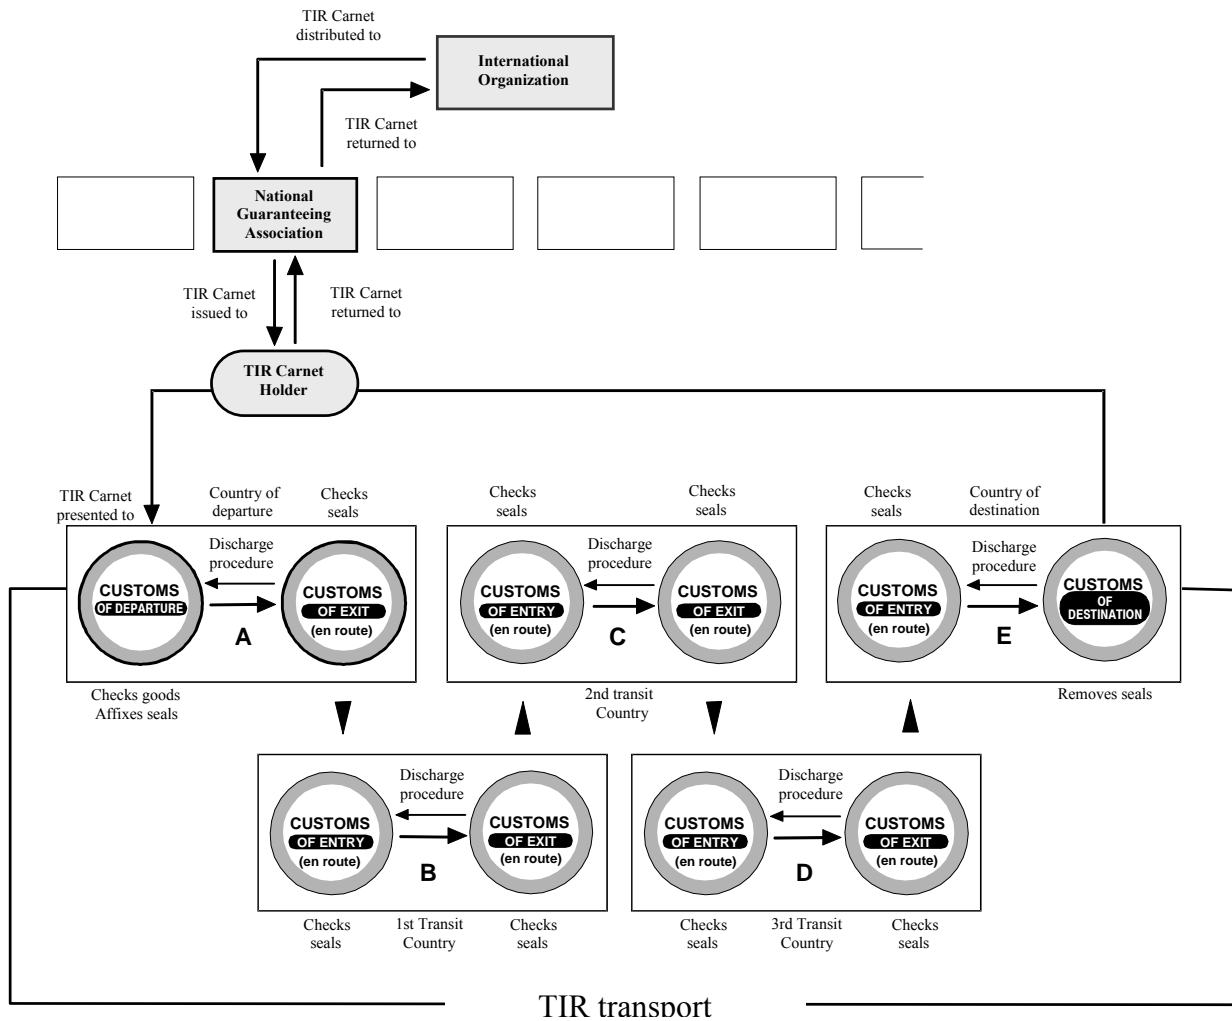 TIR Carnet
distributed to
International
Organization
TIR Carnet
returned to
National
Guaranteeing
Association
TIR Carnet
issued to
TIR Carnet
returned to
TIR Carnet
Holder
TIR Carnet
presented to
Country of
departure
Checks
seals
Checks
seals
Checks
seals
Checks
seals
Country of
destination
CUSTOMS
OF DEPARTURE
Discharge
procedure
A
CUSTOMS
OF EXIT
(en route)
CUSTOMS
OF ENTRY
(en route)
Discharge
procedure
C
CUSTOMS
OF EXIT
(en route)
CUSTOMS
OF ENTRY
(en route)
Discharge
procedure
E
CUSTOMS
OF
DESTINATION
Checks goods
Affixes seals
2nd transit
Country
Removes seals
CUSTOMS
OF ENTRY
(en route)
Discharge
procedure
B
CUSTOMS
OF EXIT
(en route)
CUSTOMS
OF ENTRY
(en route)
Discharge
procedure
D
CUSTOMS
OF EXIT
(en route)
Checks
seals
1st Transit
Country
Checks
seals
Checks
seals
3rd Transit
Country
Checks
seals
TIR transport